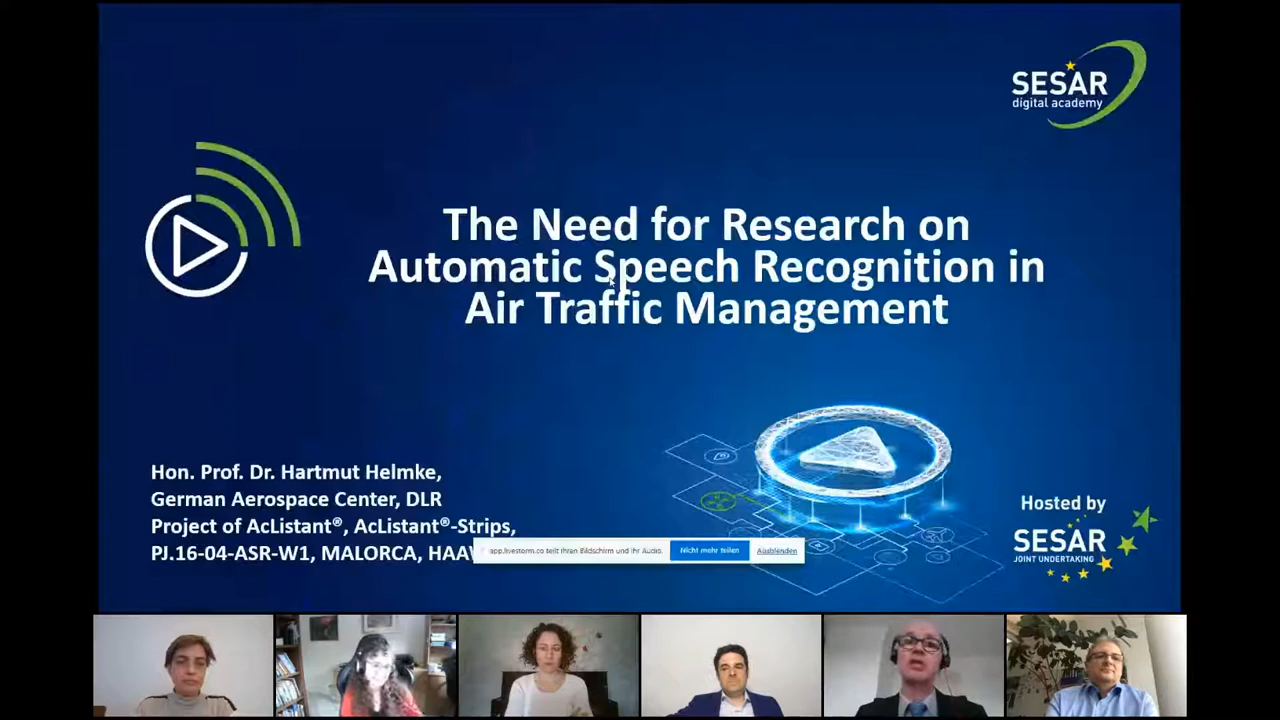 SESAR
digital academy
The Need for Research on
Automatic Speech Recognition in
Air Traffic Management
Hon. Prof. Dr. Hartmut Helmke,
German Aerospace Center, DLR
Project of AcListant®, AcListant®-Strips,
PJ.16-04-ASR-W1, MALORCA, HAA
app.livestorm.co teilt Ihren Bildschirm und Ihr Audio.
Nicht mehr teilen
Ausblenden
Hosted by
SESAR
JOINT UNDERTAKING